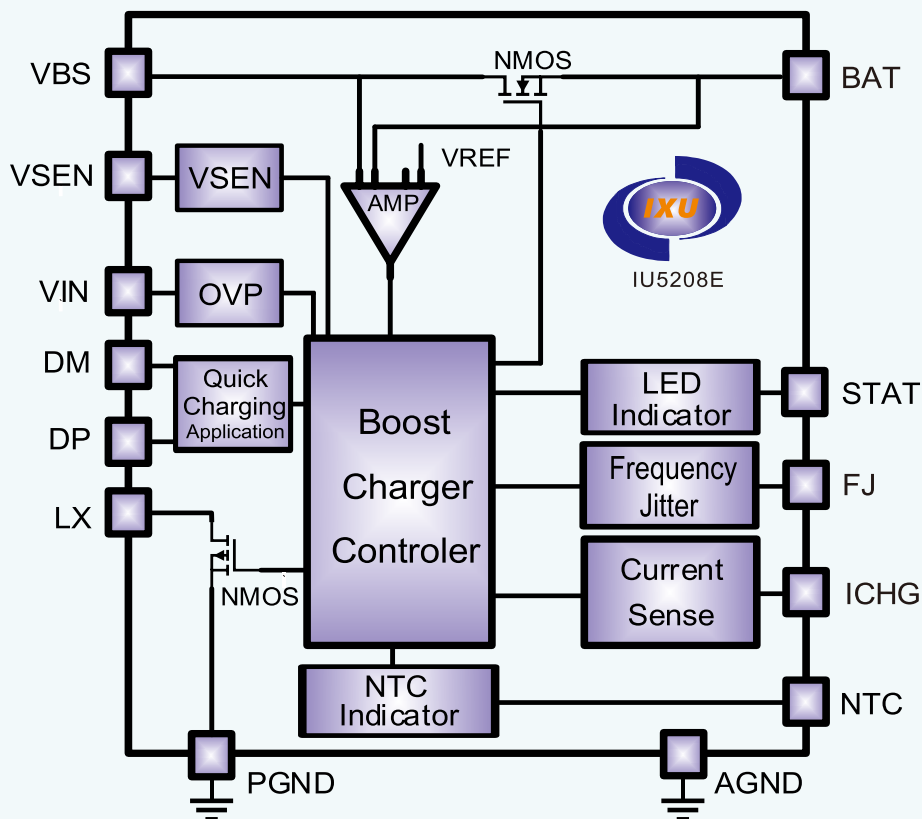 VBS
NMOS
BAT
VSEN
VSEN
VREF
AMP
IXU
IU5208E
VIN
OVP
DM
DP
Quick
Charging
Application
Boost
Charger
Controler
LED
Indicator
STAT
Frequency
Jitter
FJ
LX
NMOS
Current
Sense
ICHG
NTC
Indicator
NTC
PGND
AGND